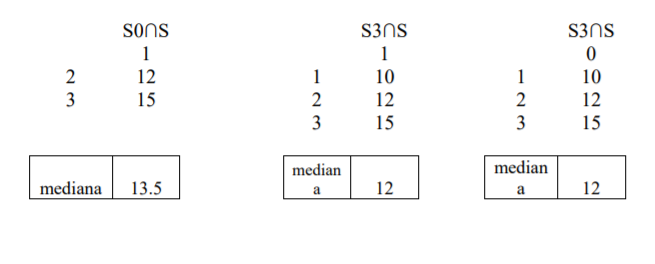 S0∩S S3∩S S3∩S
1 1 0
2 12 1 10 1 10
3 15 2 12 2 12
3 15 3 15
median median
mediana 13.5 a 12 a 12